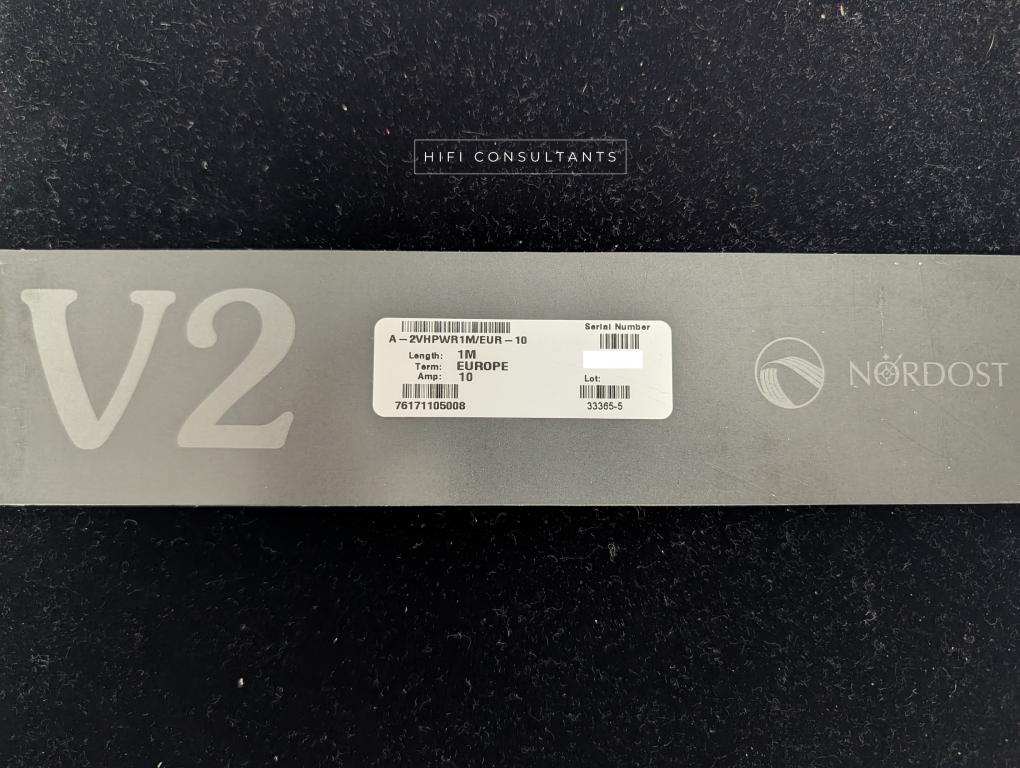 HIFI CONSULTANTS
V2
A-2VHPWR1M/EUR-10
Length: 1M
Term: EUROPE
Amp: 10
76171105008
Serial Number
Lot:
33365-5
NORDOST